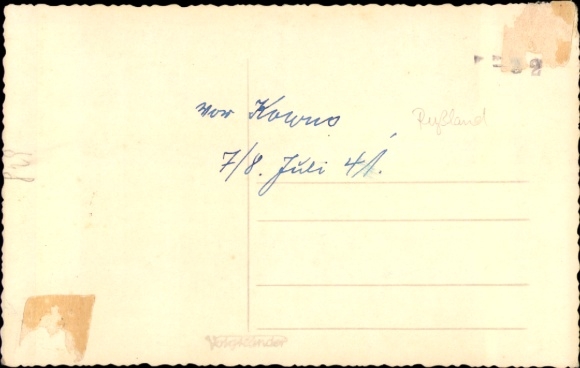 vor Kowno
Rußland
7/8. Juli 41.
Voigtländer